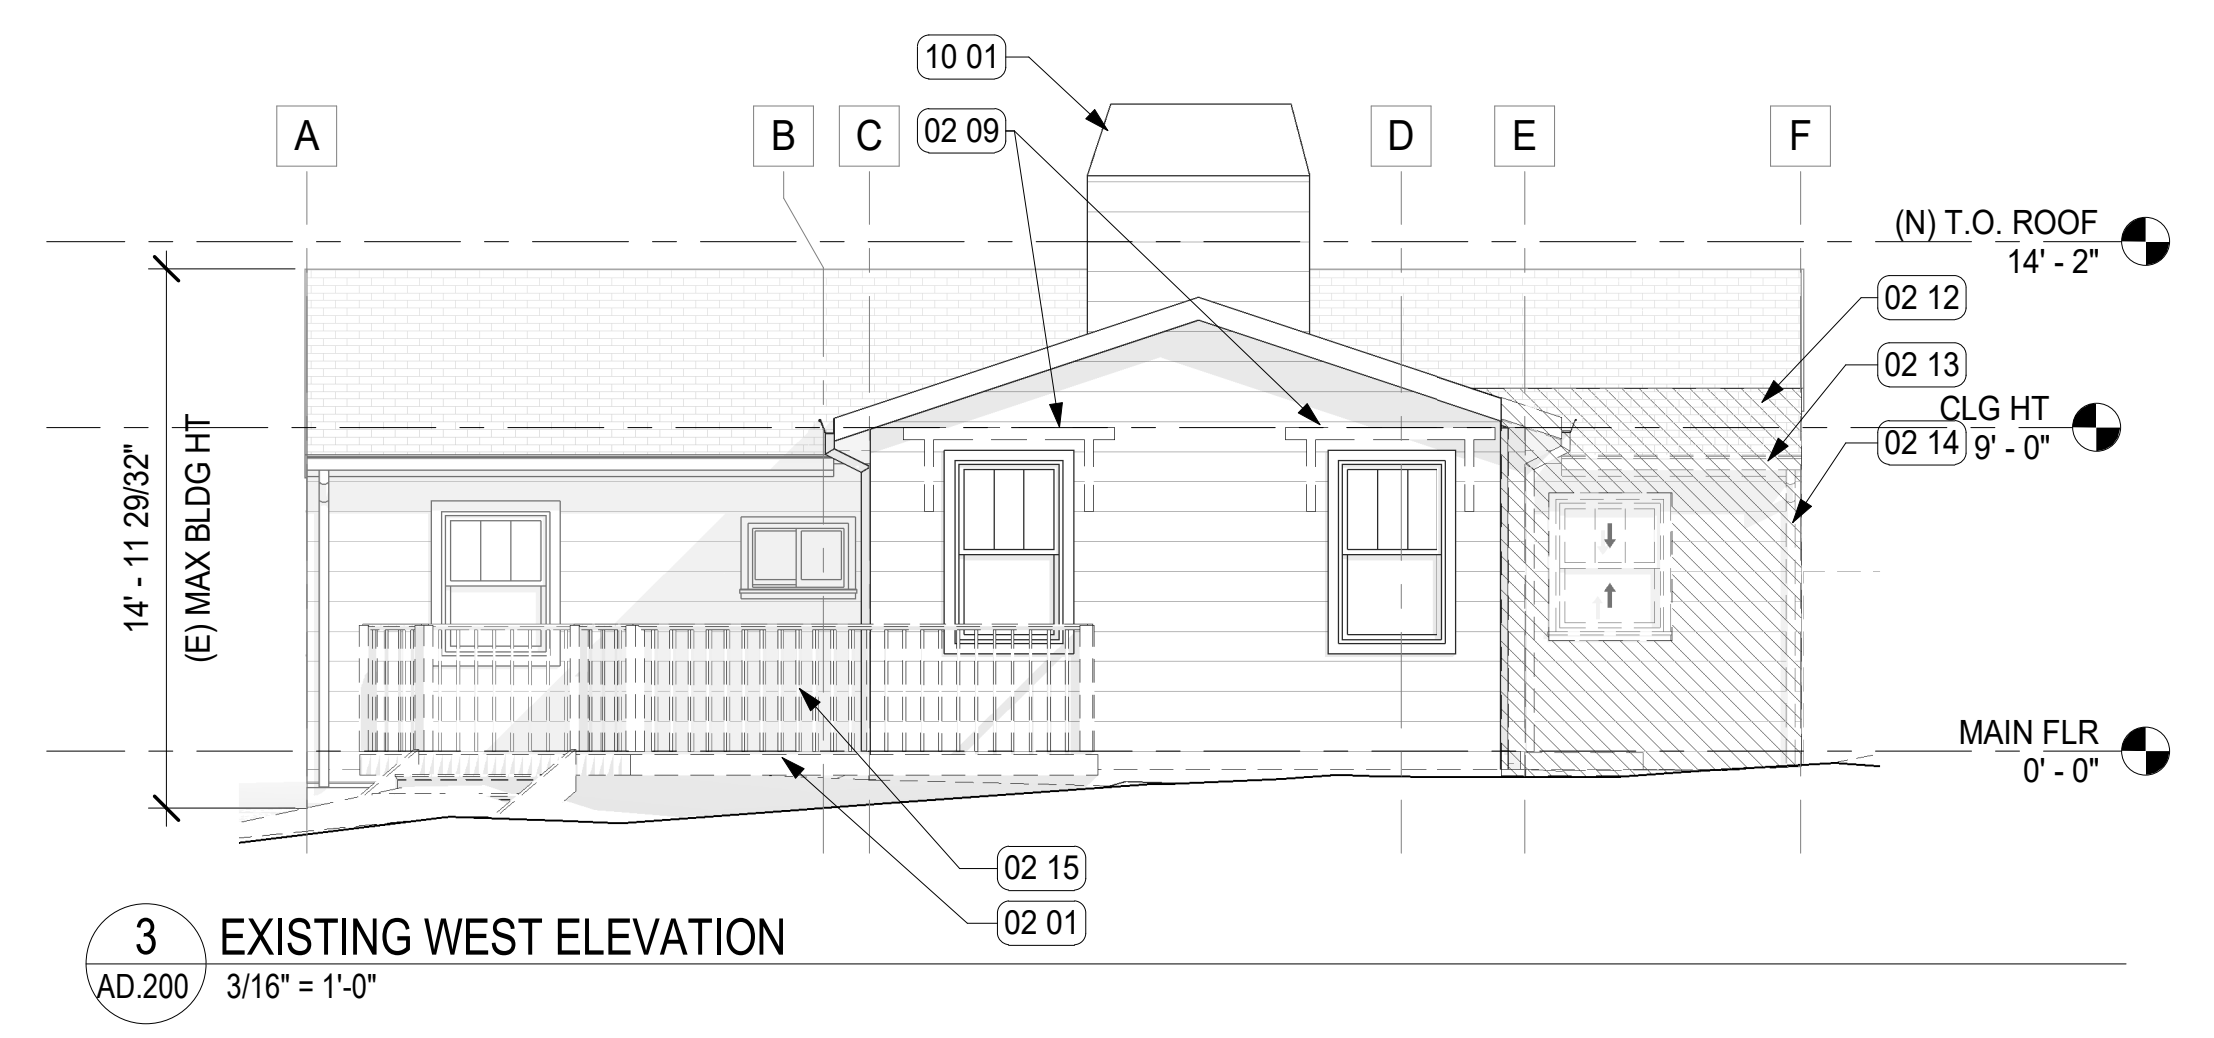 10 01
02 09
A
B
C
D
E
F
(N) T.O. ROOF
14' - 2"
02 12
02 13
CLG HT
9' - 0"
02 14
14' - 11 29/32"
(E) MAX BLDG HT
MAIN FLR
0' - 0"
02 15
02 01
3
AD.200
EXISTING WEST ELEVATION
3/16" = 1'-0"